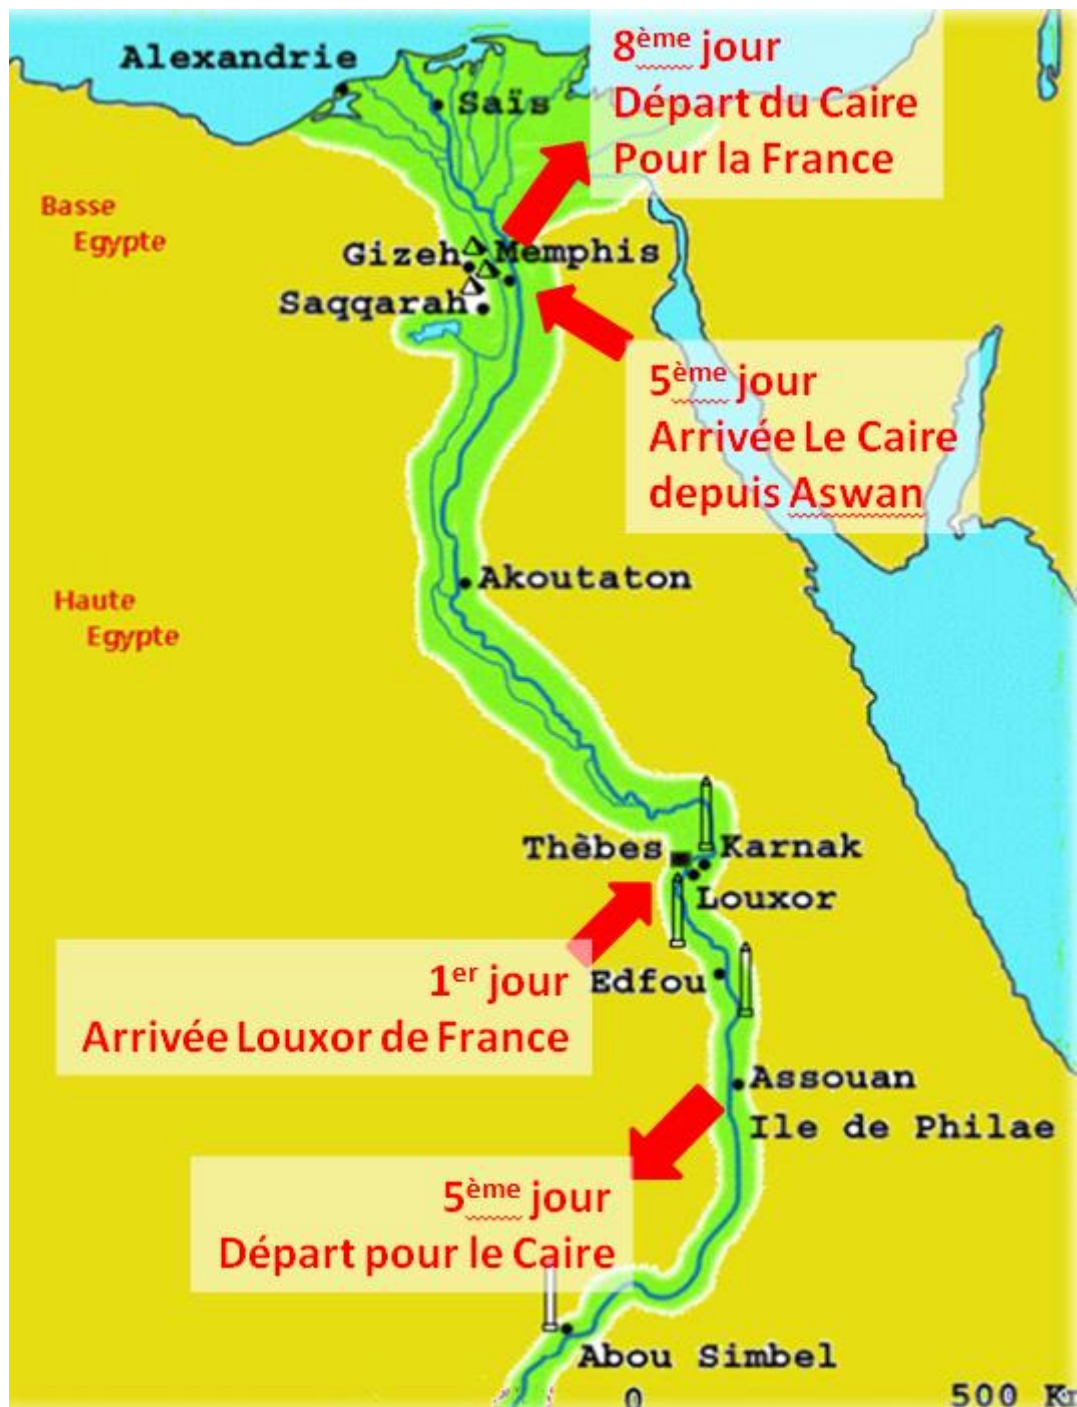 Alexandrie
Saïs
8ème jour
Départ du Caire
Pour la France
Basse
Egypte
Gizeh
Memphis
Saqqarah
5ème jour
Arrivée Le Caire
depuis Aswan
Akoutaton
Haute
Egypte
Thèbes
Karnak
Louxor
1er jour
Arrivée Louxor de France
Edfou
Assouan
Ile de Philae
5ème jour
Départ pour le Caire
Abou Simbel
0 500 Km